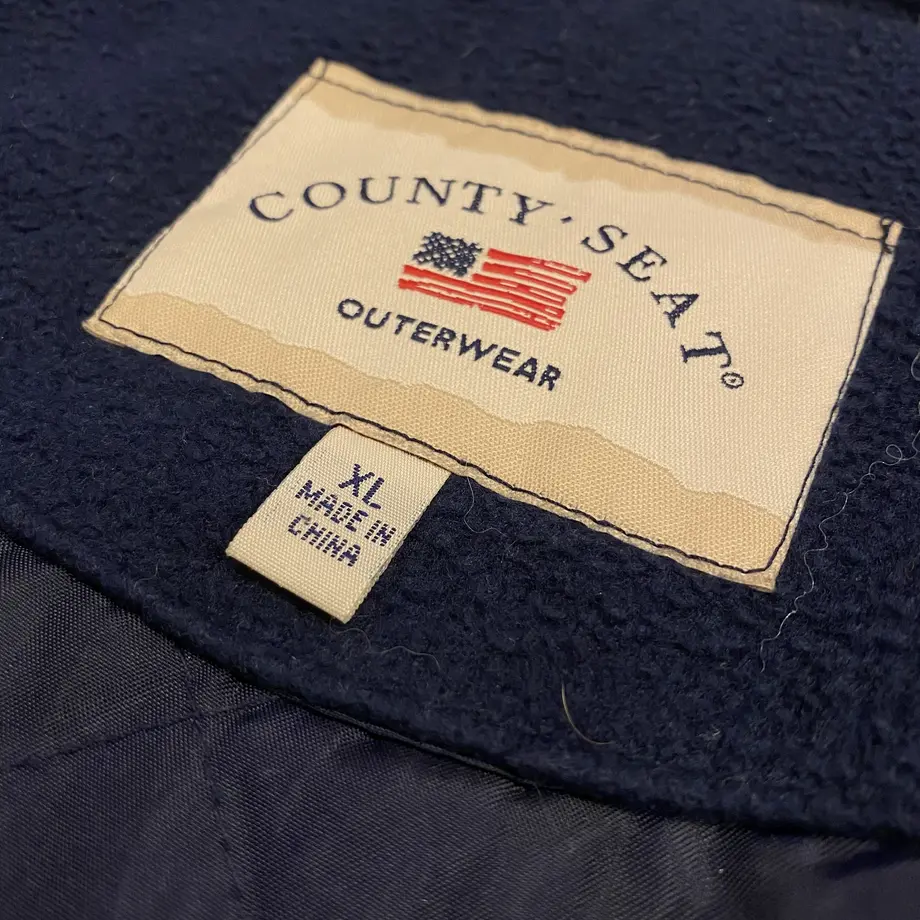 COUNTY SEAT®
OUTERWEAR
XL
MADE IN
CHINA